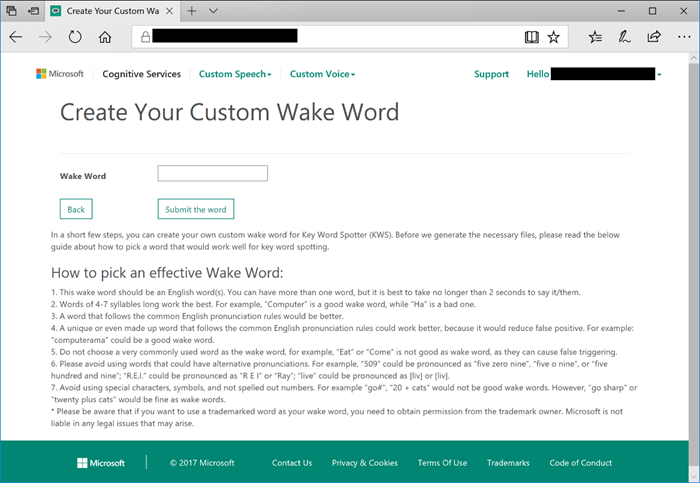 Create Your Custom Wa
Microsoft Cognitive Services Custom Speech Custom Voice Support Hello
Create Your Custom Wake Word
Wake Word
Back Submit the word
In a short few steps, you can create your own custom wake word for Key Word Spotter (KWS). Before we generate the necessary files, please read the below
guide about how to pick a word that would work well for key word spotting.
How to pick an effective Wake Word:
1. This wake word should be an English word(s). You can have more than one word, but it is best to take no longer than 2 seconds to say it/them.
2. Words of 4-7 syllables long work the best. For example, "Computer" is a good wake word, while "Ha" is a bad one.
3. A word that follows the common English pronunciation rules would be better.
4. A unique or even made up word that follows the common English pronunciation rules could work better, because it would reduce false positive. For example:
"computerama" could be a good wake word.
5. Do not choose a very commonly used word as the wake word, for example, "Eat" or "Come" is not good as wake word, as they can cause false triggering.
6. Please avoid using words that could have alternative pronunciations. For example, "509" could be pronounced as "five zero nine", "five o nine", or "five
hundred and nine"; "R.E.I." could be pronounced as "R E I" or "Ray"; "live" could be pronounced as [liv] or [liv].
7. Avoid using special characters, symbols, and not spelled out numbers. For example "go#", "20 + cats" would not be good wake words. However, "go sharp" or
"twenty plus cats" would be fine as wake words.
* Please be aware that if you want to use a trademarked word as your wake word, you need to obtain permission from the trademark owner. Microsoft is not
liable in any legal issues that may arise.
Microsoft © 2017 Microsoft Contact Us Privacy & Cookies Terms Of Use Trademarks Code of Conduct